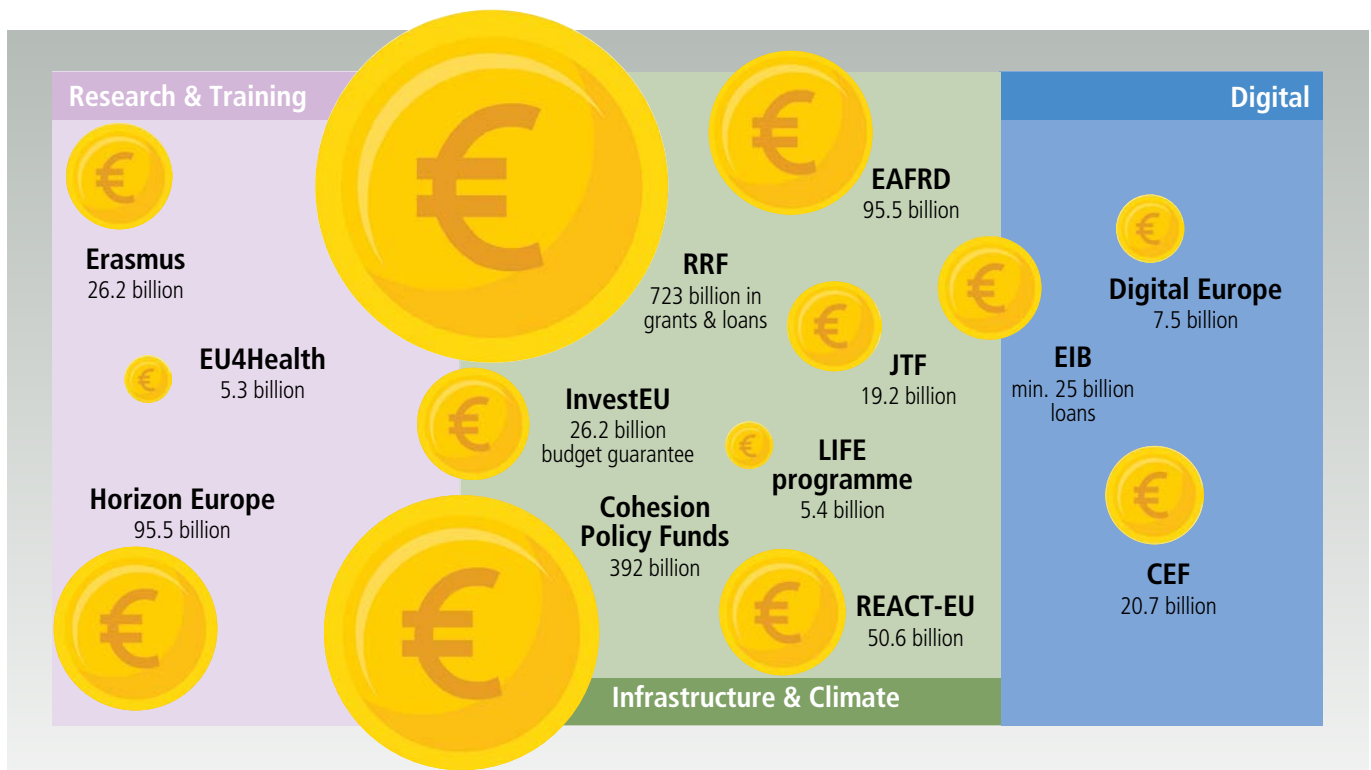 Research & Training
Digital
Erasmus
26.2 billion
EU4Health
5.3 billion
Horizon Europe
95.5 billion
RRF
723 billion in
grants & loans
InvestEU
26.2 billion
budget guarantee
Cohesion
Policy Funds
392 billion
EAFRD
95.5 billion
JTF
19.2 billion
LIFE
programme
5.4 billion
REACT-EU
50.6 billion
Infrastructure & Climate
EIB
min. 25 billion
loans
Digital Europe
7.5 billion
CEF
20.7 billion
€
€
€
€
€
€
€
€
€
€
€
€
€